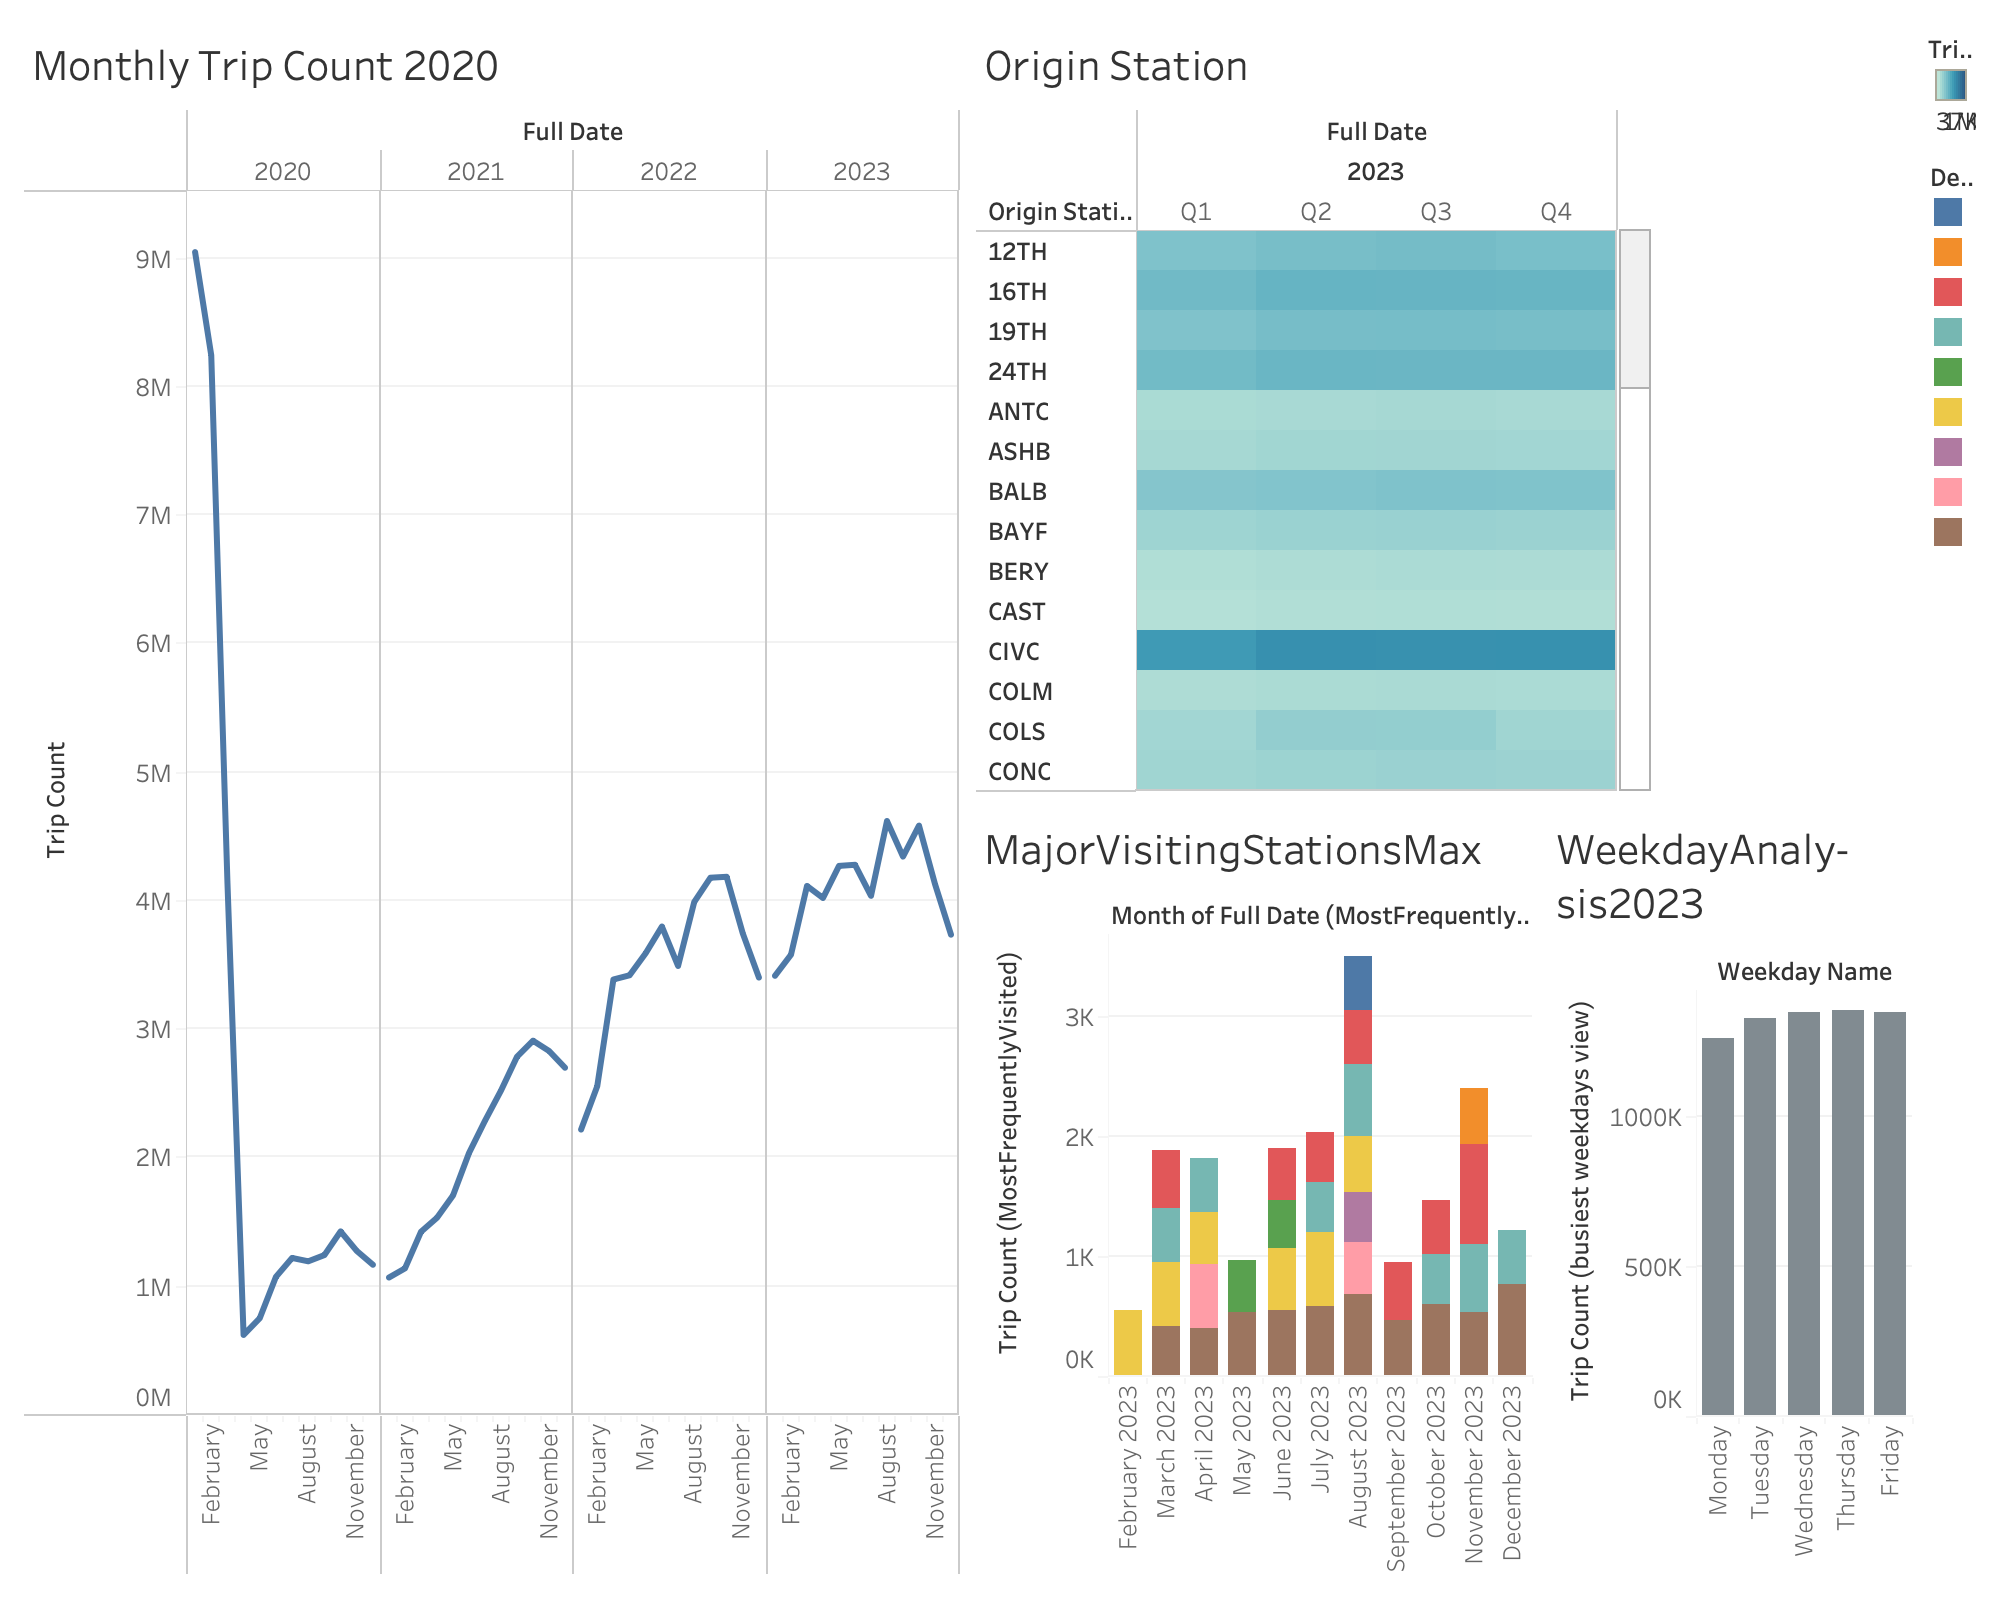 Monthly Trip Count 2020
Full Date
2020 2021 2022 2023
Trip Count
9M
8M
7M
6M
5M
4M
3M
2M
1M
0M
February May August November February May August November February May August November February May August November
Origin Station
Full Date
2023
Origin Stati.. Q1 Q2 Q3 Q4
12TH
16TH
19TH
24TH
ANTC
ASHB
BALB
BAYF
BERY
CAST
CIVC
COLM
COLS
CONC
MajorVisitingStationsMax
Month of Full Date (MostFrequently..
Trip Count (MostFrequentlyVisited)
3K
2K
1K
0K
February 2023 March 2023 April 2023 May 2023 June 2023 July 2023 August 2023 September 2023 October 2023 November 2023 December 2023
WeekdayAnaly-
sis2023
Weekday Name
Trip Count (busiest weekdays view)
1000K
500K
0K
Monday Tuesday Wednesday Thursday Friday
Tri..
De..